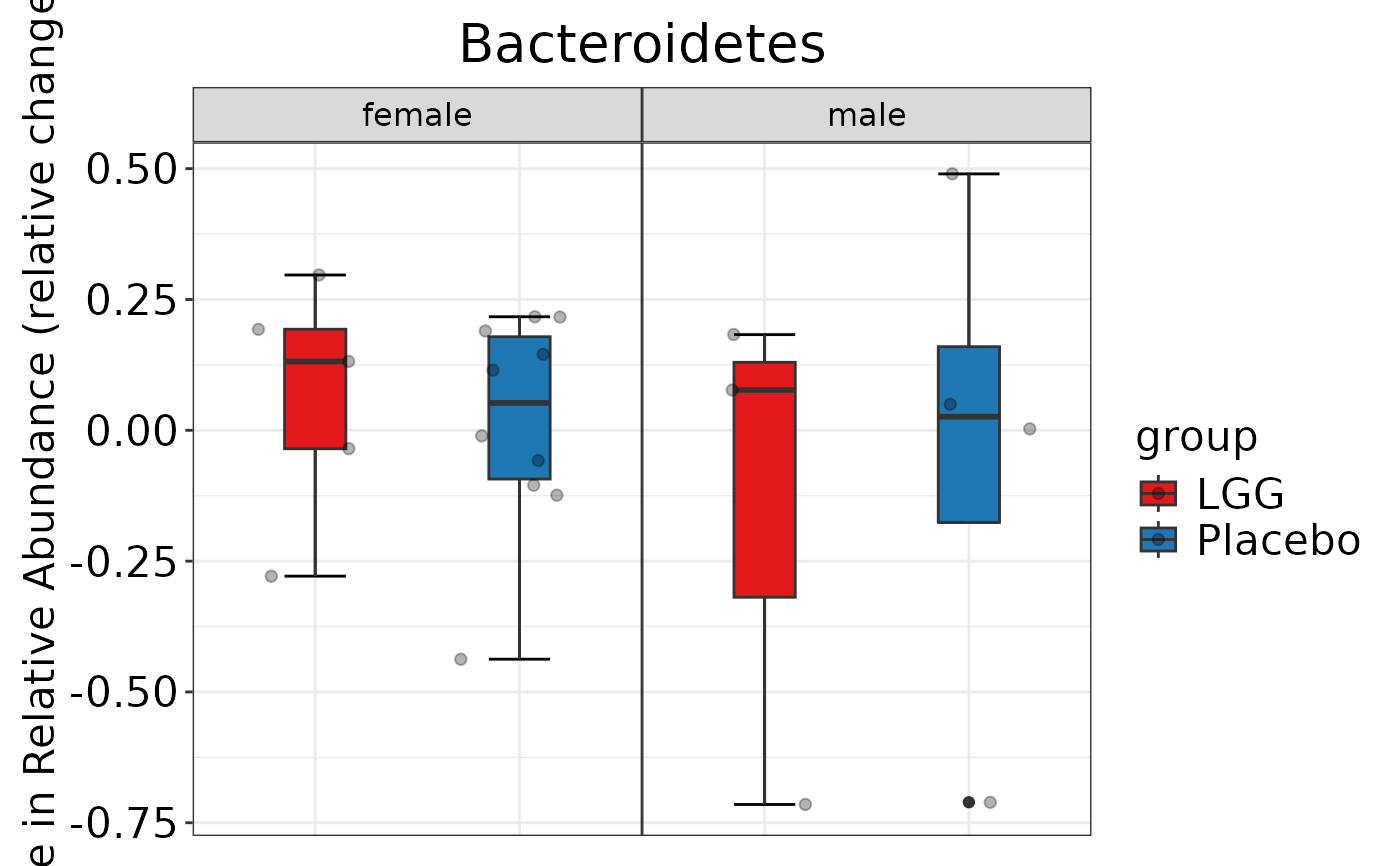 Bacteroidetes
female
male
e in Relative Abundance (relative change
0.50
0.25
0.00
-0.25
-0.50
-0.75
group
LGG
Placebo